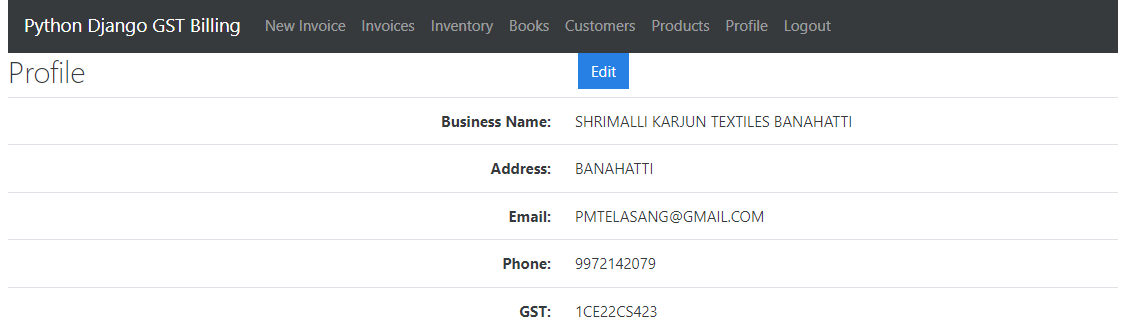 Python Django GST Billing New Invoice Invoices Inventory Books Customers Products Profile Logout
Profile Edit
Business Name: SHRIMALLI KARJUN TEXTILES BANAHATTI
Address: BANAHATTI
Email: PMTELASANG@GMAIL.COM
Phone: 9972142079
GST: 1CE22CS423